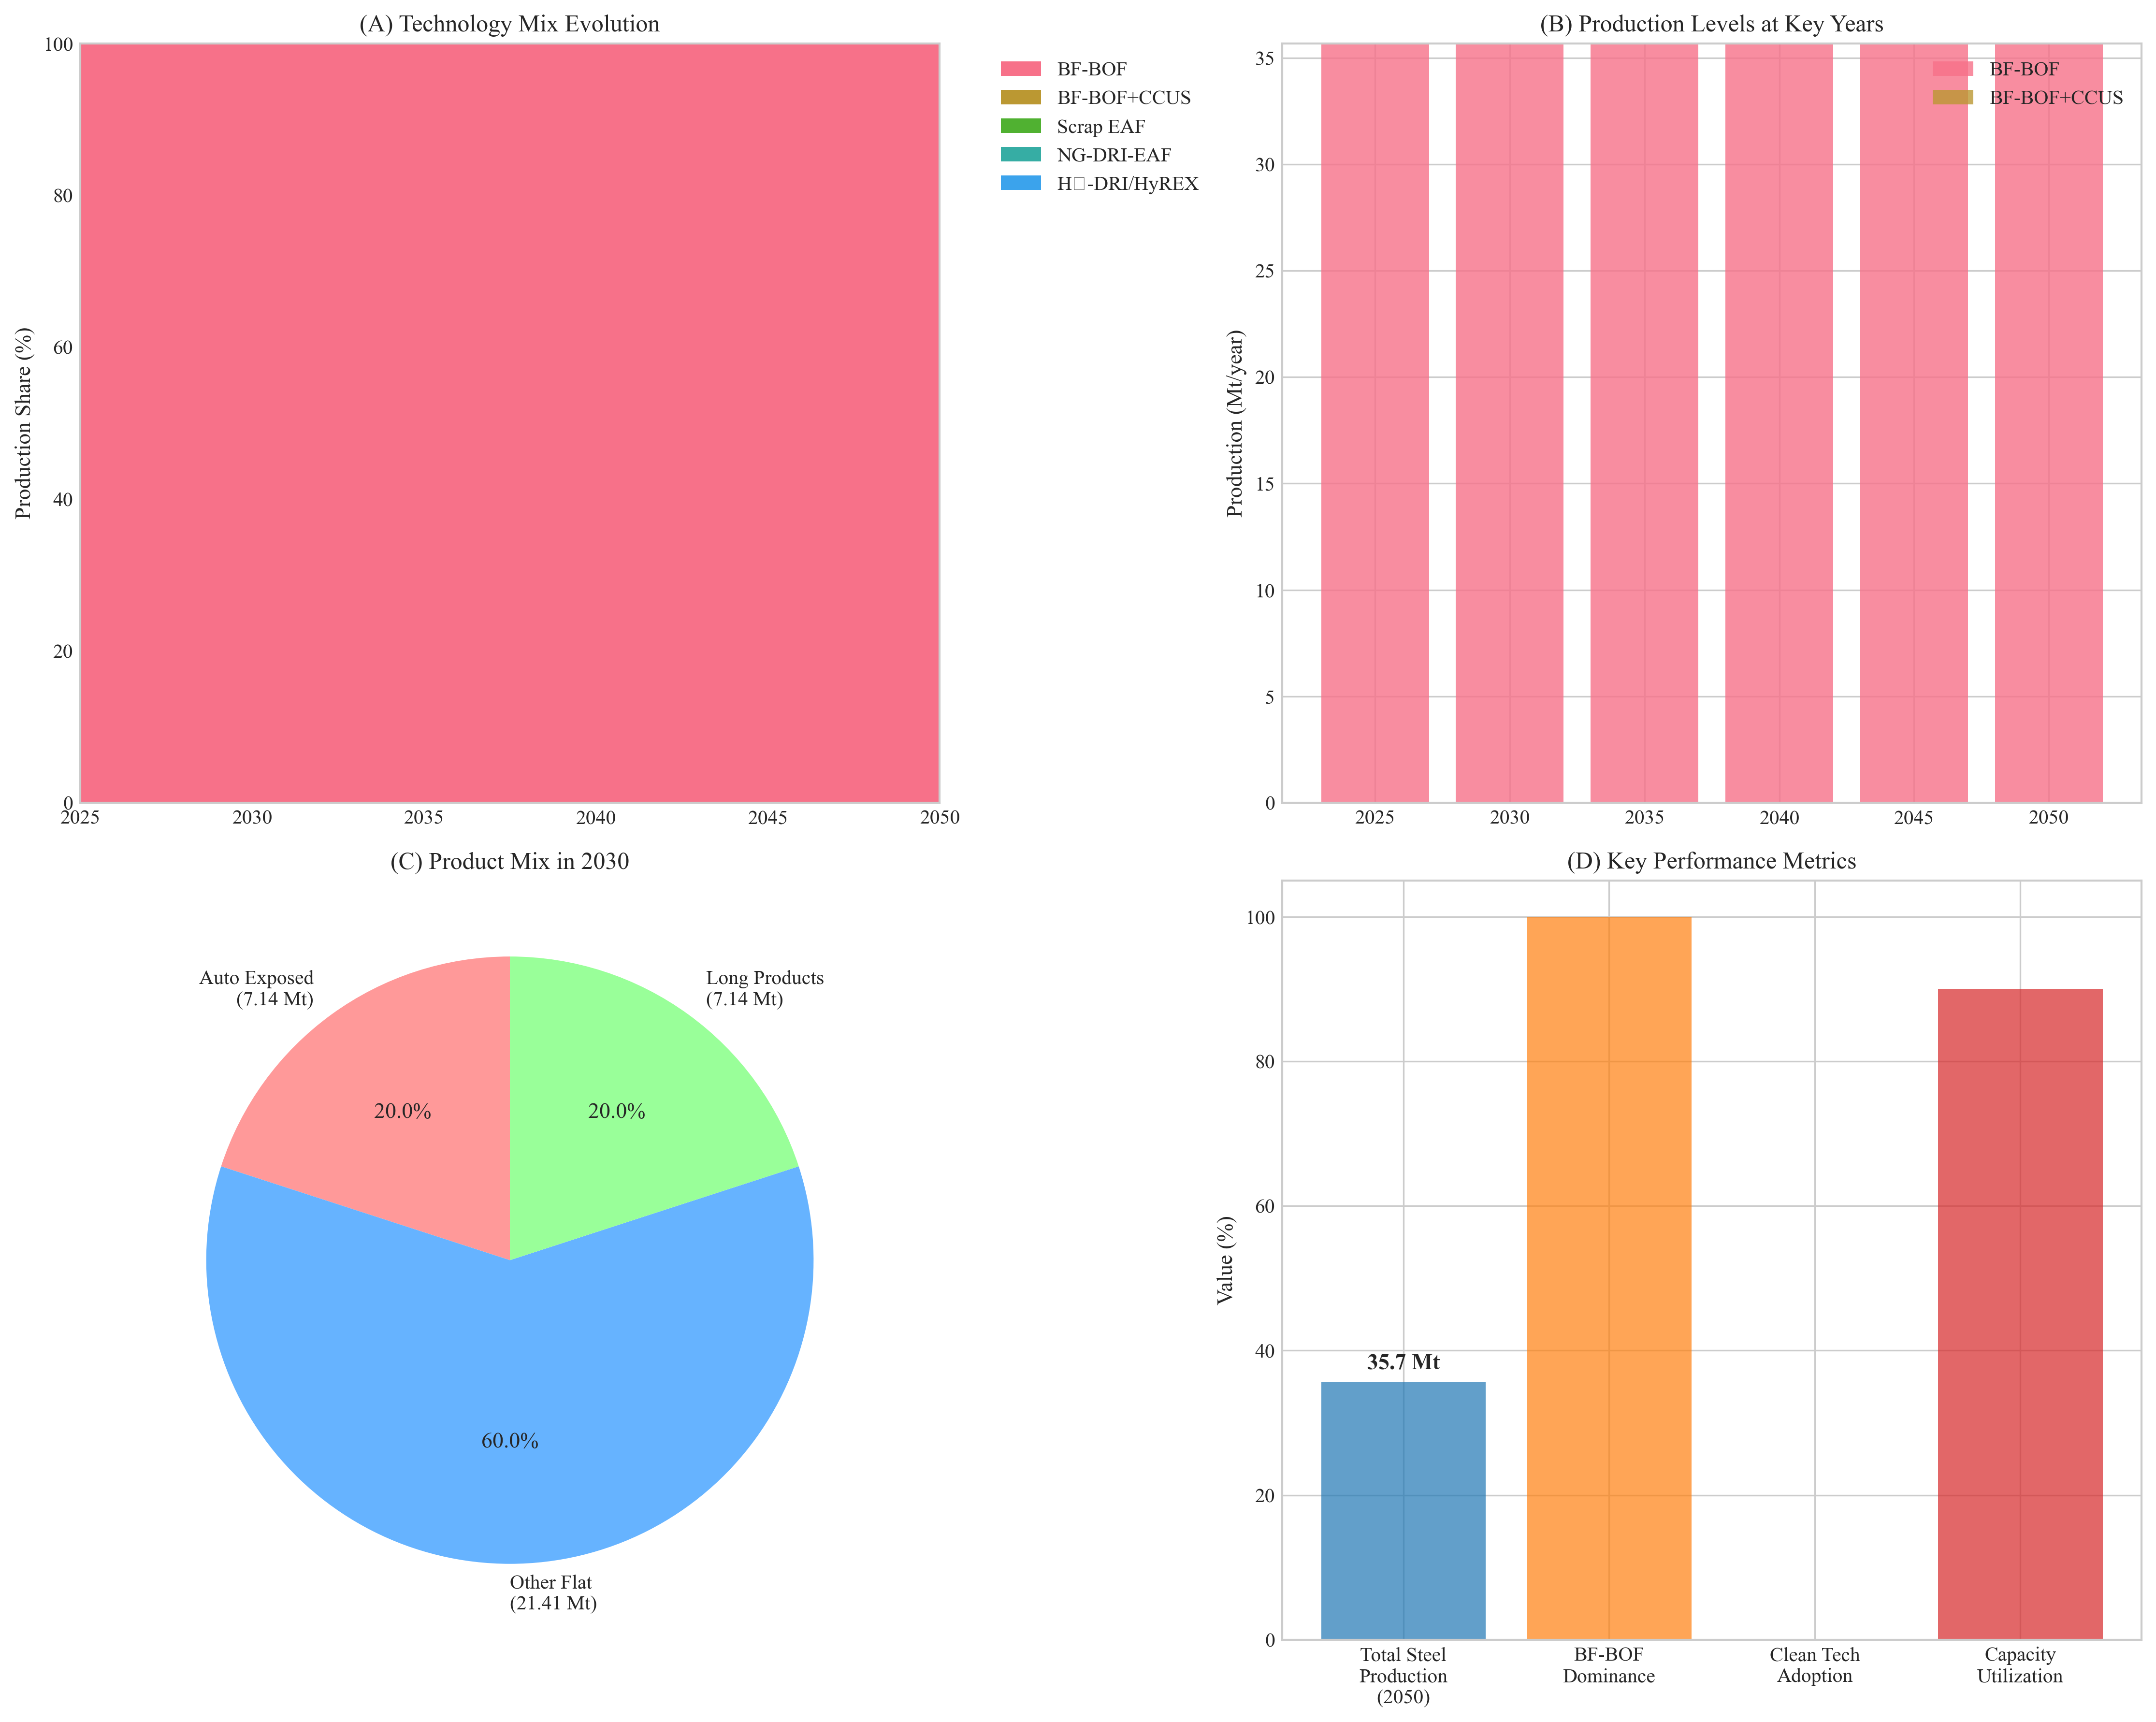 (A) Technology Mix Evolution
Production Share (%)
100
80
60
40
20
0
2025
2030
2035
2040
2045
2050
BF-BOF
BF-BOF+CCUS
Scrap EAF
NG-DRI-EAF
H□-DRI/HyREX
(B) Production Levels at Key Years
Production (Mt/year)
35
30
25
20
15
10
5
0
2025
2030
2035
2040
2045
2050
BF-BOF
BF-BOF+CCUS
(C) Product Mix in 2030
Auto Exposed
(7.14 Mt)
Long Products
(7.14 Mt)
20.0%
20.0%
60.0%
Other Flat
(21.41 Mt)
(D) Key Performance Metrics
Value (%)
100
80
60
40
20
0
35.7 Mt
Total Steel
Production
(2050)
BF-BOF
Dominance
Clean Tech
Adoption
Capacity
Utilization